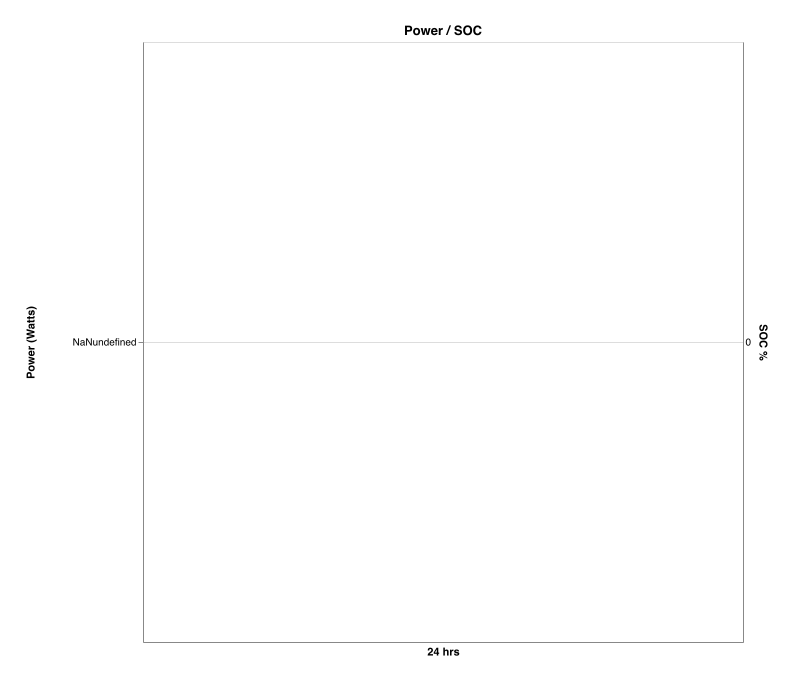 Power / SOC
Power (Watts)
NaNundefined
0
SOC %
24 hrs